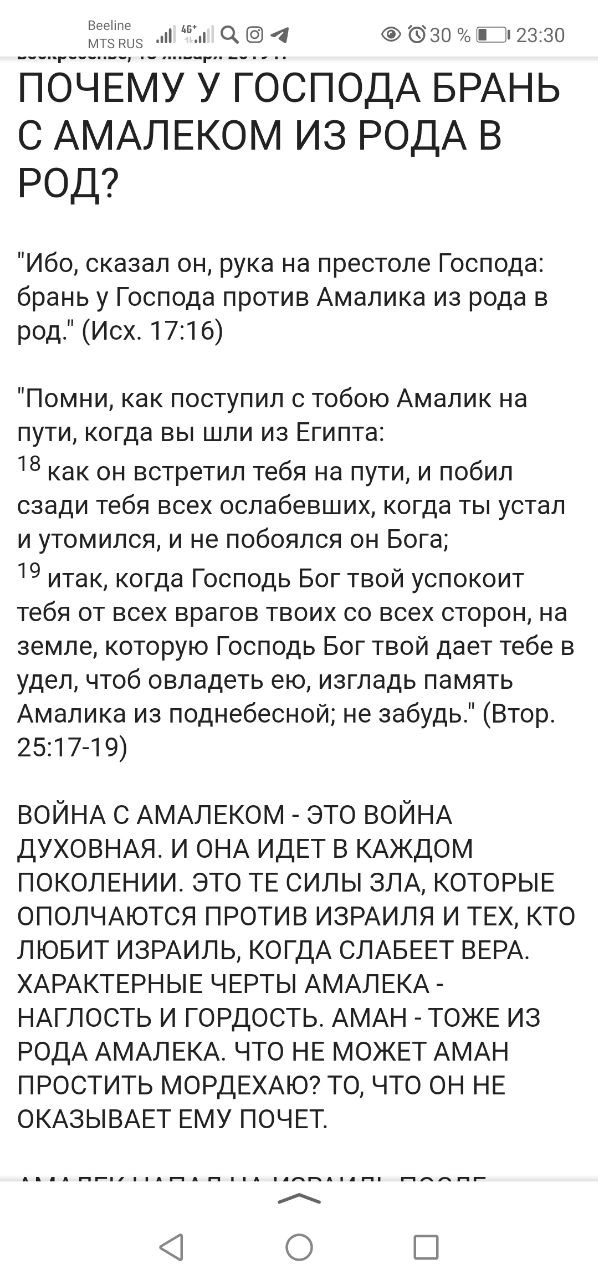 Beeline
MTS RUS
4G+
30 % 23:30
ПОЧЕМУ У ГОСПОДА БРАНЬ
С АМАЛЕКОМ ИЗ РОДА В
РОД?
"Ибо, сказал он, рука на престоле Господа:
брань у Господа против Амалика из рода в
род." (Исх. 17:16)
"Помни, как поступил с тобою Амалик на
пути, когда вы шли из Египта:
18 как он встретил тебя на пути, и побил
сзади тебя всех ослабевших, когда ты устал
и утомился, и не побоялся он Бога;
19 итак, когда Господь Бог твой успокоит
тебя от всех врагов твоих со всех сторон, на
земле, которую Господь Бог твой дает тебе в
удел, чтоб овладеть ею, изгладь память
Амалика из поднебесной; не забудь." (Втор.
25:17-19)
ВОЙНА С АМАЛЕКОМ - ЭТО ВОЙНА
ДУХОВНАЯ. И ОНА ИДЕТ В КАЖДОМ
ПОКОЛЕНИИ. ЭТО ТЕ СИЛЫ ЗЛА, КОТОРЫЕ
ОПОЛЧАЮТСЯ ПРОТИВ ИЗРАИЛЯ И ТЕХ, КТО
ЛЮБИТ ИЗРАИЛЬ, КОГДА СЛАБЕЕТ ВЕРА.
ХАРАКТЕРНЫЕ ЧЕРТЫ АМАЛЕКА -
НАГЛОСТЬ И ГОРДОСТЬ. АМАН - ТОЖЕ ИЗ
РОДА АМАЛЕКА. ЧТО НЕ МОЖЕТ АМАН
ПРОСТИТЬ МОРДЕХАЮ? ТО, ЧТО ОН НЕ
ОКАЗЫВАЕТ ЕМУ ПОЧЕТ.
АМАЛЕК НАПАЛ НА ИЗРАИЛЬ ПОСЛЕ